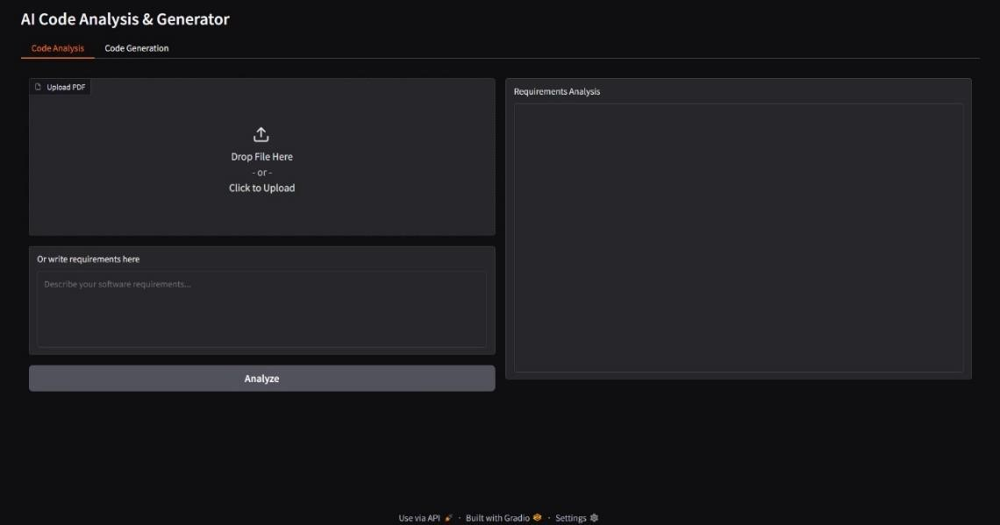 AI Code Analysis & Generator
Code Analysis
Code Generation
Upload PDF
Drop File Here
- or -
Click to Upload
Or write requirements here
Describe your software requirements...
Analyze
Requirements Analysis
Use via API · Built with Gradio · Settings